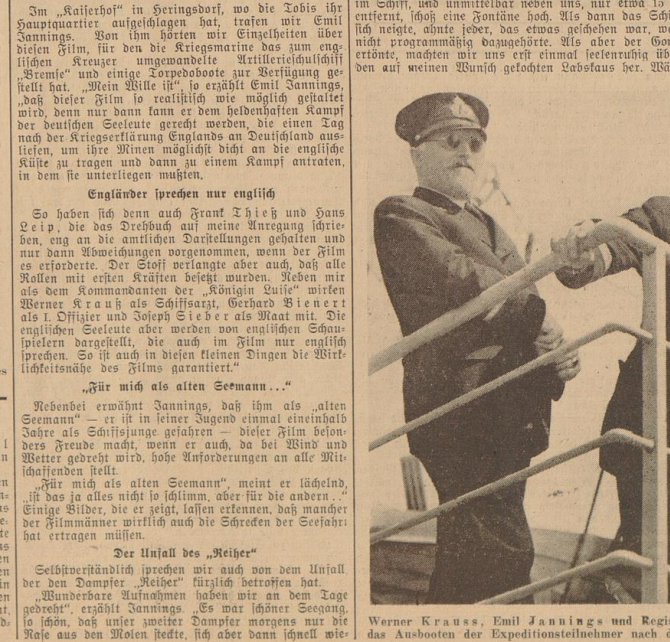 Im „Kaiserhof“ in Heringsdorf, wo die Tobis ihr
Hauptquartier aufgeschlagen hat, trafen wir Emil
Jannings. Von ihm hörten wir Einzelheiten über
diesen Film, für den die Kriegsmarine das zum eng-
lischen Kreuzer umgewandelte Artillerieschulschiff
„Bremse“ und einige Torpedoboote zur Verfügung ge-
stellt hat. „Mein Wille ist“, so erzählt Emil Jannings,
„daß dieser Film so realistisch wie möglich gestaltet
wird, denn nur dann kann er dem heldenhaften Kampf
der deutschen Seeleute gerecht werden, die einen Tag
nach der Kriegserklärung Englands an Deutschland aus-
liefen, um ihre Minen möglichst dicht an die englische
Küste zu tragen und dann zu einem Kampf antraten,
in dem sie unterliegen mußten.
Engländer sprechen nur englisch
So haben sich denn auch Frank Thieß und Hans
Leip, die das Drehbuch auf meine Anregung schrie-
ben, eng an die amtlichen Darstellungen gehalten und
nur dann Abweichungen vorgenommen, wenn der Film
es erforderte. Der Stoff verlangte aber auch, daß alle
Rollen mit ersten Kräften besetzt wurden. Neben mir
als dem Kommandanten der „Königin Luise“ wirken
Werner Krauß als Schiffsarzt, Gerhard Bienert
als I. Offizier und Joseph Sieber als Maat mit. Die
englischen Seeleute aber werden von englischen Schau-
spielern dargestellt, die auch im Film nur englisch
sprechen. So ist auch in diesen kleinen Dingen die Wirk-
lichkeitsnähe des Films garantiert.“
„Für mich als alten Seemann...“
Nebenbei erwähnt Jannings, daß ihm als „alten
Seemann“ — er ist in seiner Jugend einmal eineinhalb
Jahre als Schiffsjunge gefahren — dieser Film beson-
ders Freude macht, wenn er auch, da bei Wind und
Wetter gedreht wird, hohe Anforderungen an alle Mit-
schaffenden stellt.
„Für mich als alten Seemann“, meint er lächelnd,
„ist das ja alles nicht so schlimm, aber für die andern..“
Einige Bilder, die er zeigt, lassen erkennen, daß mancher
der Filmmänner wirklich auch die Schrecken der Seefahrt
hat ertragen müssen.
Der Unfall des „Reiher“
Selbstverständlich sprechen wir auch von dem Unfall
der den Dampfer „Reiher“ kürzlich betroffen hat.
„Wunderbare Aufnahmen haben wir an dem Tage
gedreht“, erzählt Jannings. „Es war schöner Seegang,
so schön, daß unser zweiter Dampfer morgens nur die
Nase aus den Molen steckte, sich aber dann schnell wie-
im Schiff, und unmittelbar neben uns, nur etwa 15
entfernt, schoß eine Fontäne hoch. Als dann das Sch
sich neigte, ahnte jeder, das etwas geschehen war, w
nicht programmäßig dazugehörte. Als aber der Gon
ertönte, machten wir uns erst einmal seelenruhig üb
den auf meinen Wunsch gekochten Labskaus her. Wä
Werner Krauss, Emil Jannings und Regi
das Ausbooten der Expeditionsteilnehmer nach